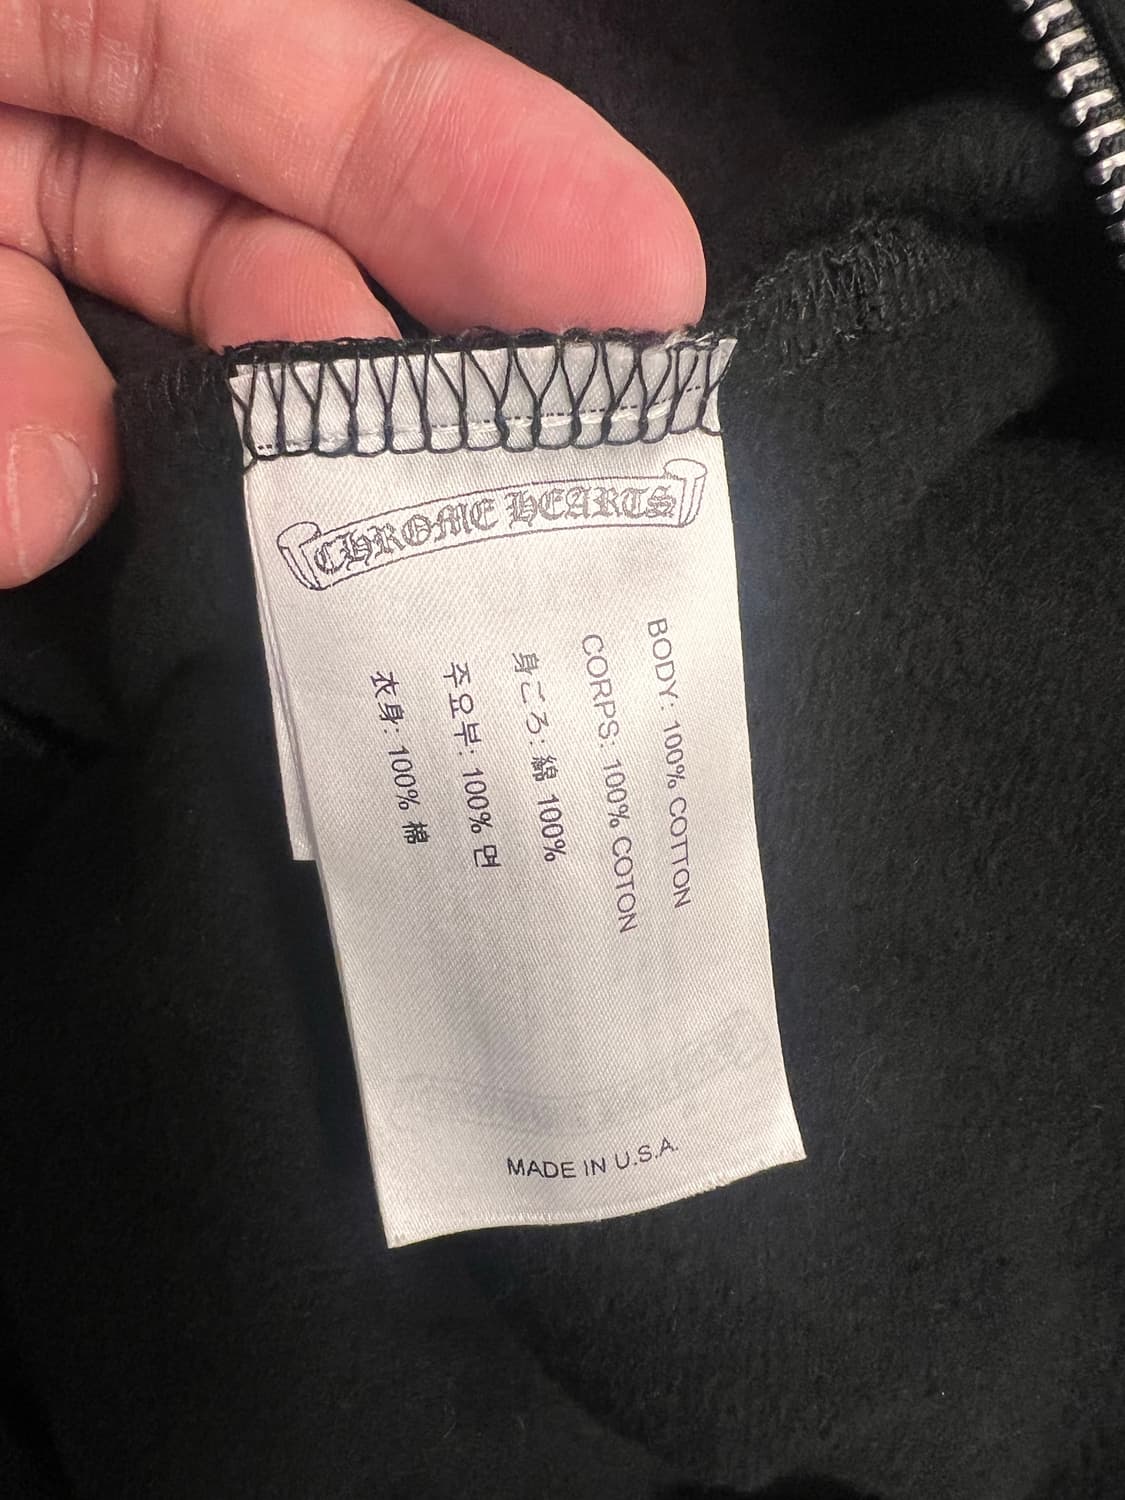 CHROME HEARTS
BODY: 100% COTTON
CORPS: 100% COTON
身ごろ: 綿 100%
주요부: 100% 면
衣身: 100% 棉
MADE IN U.S.A.